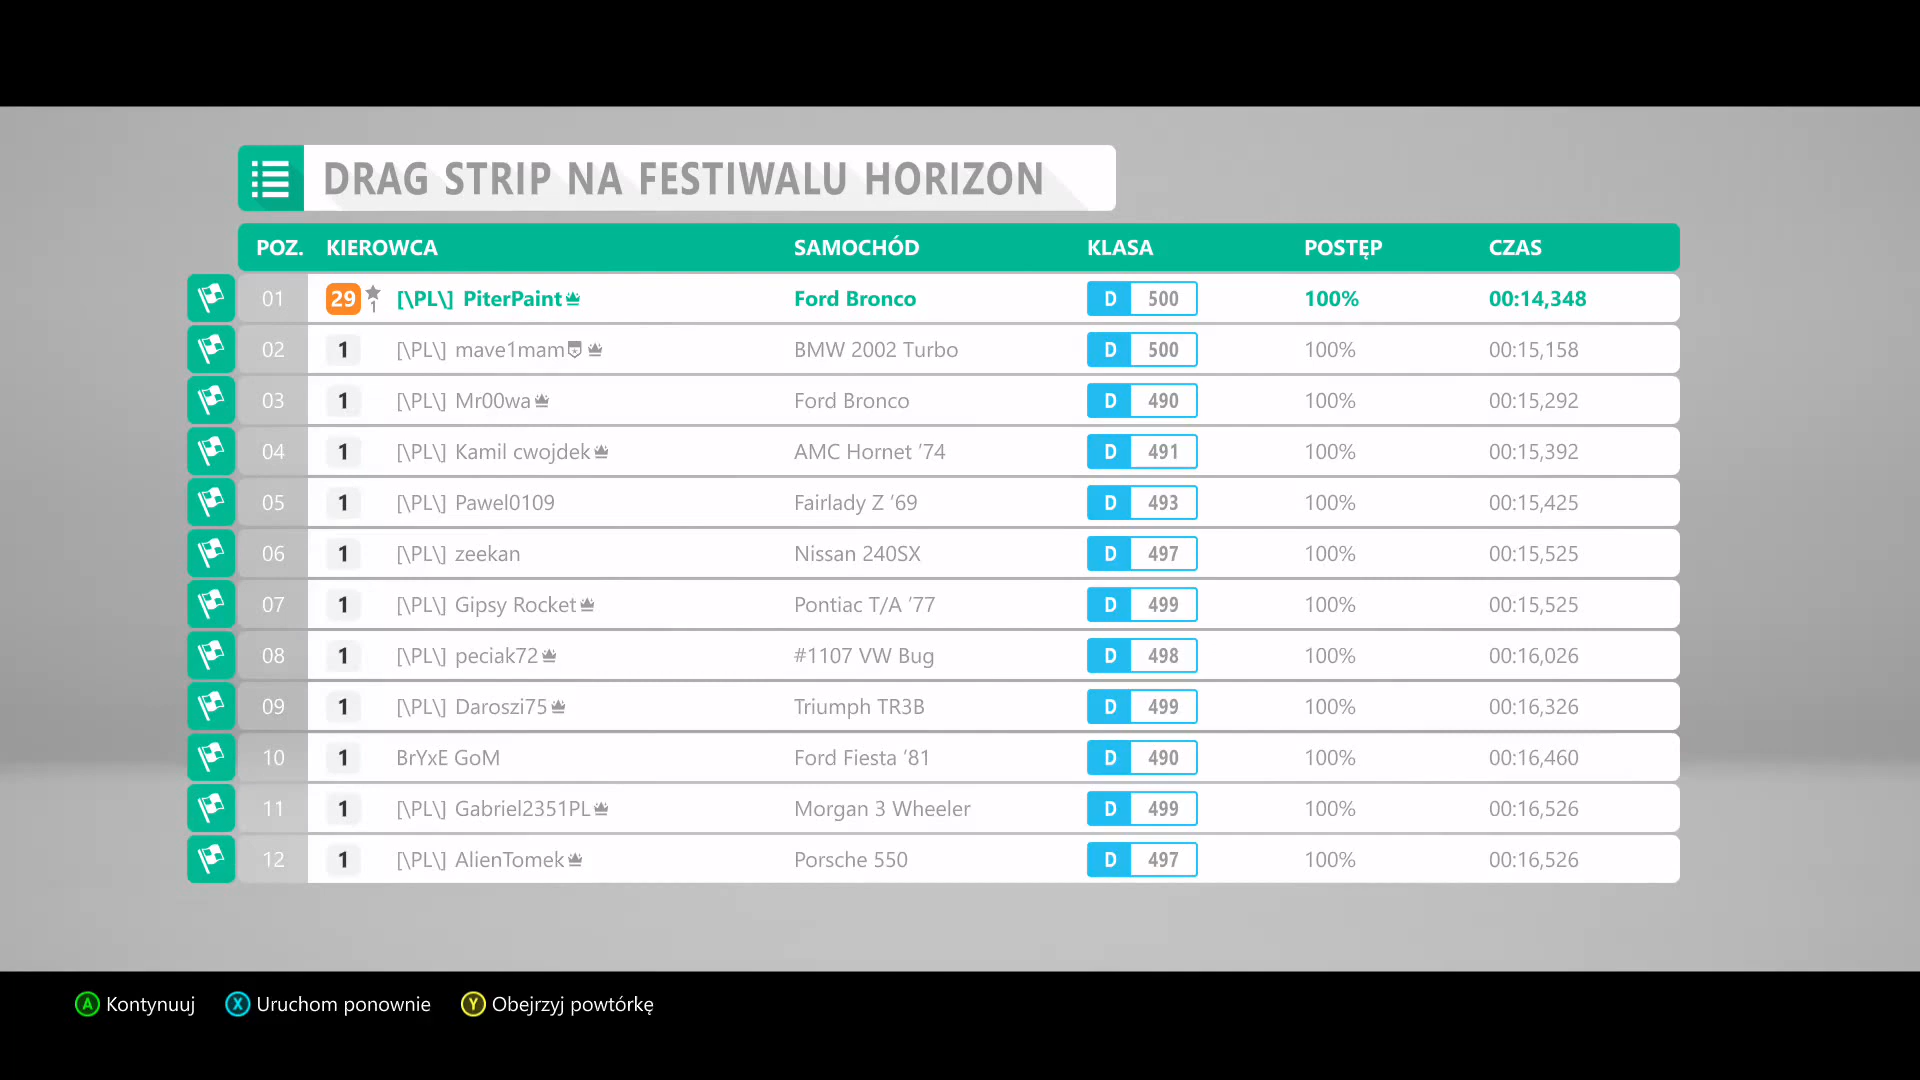 DRAG STRIP NA FESTIWALU HORIZON
POZ. KIEROWCA SAMOCHÓD KLASA POSTĘP CZAS
01 29 1 [\PL\] PiterPaint Ford Bronco D 500 100% 00:14,348
02 1 [\PL\] mave1mam BMW 2002 Turbo D 500 100% 00:15,158
03 1 [\PL\] Mr00wa Ford Bronco D 490 100% 00:15,292
04 1 [\PL\] Kamil cwojdek AMC Hornet ’74 D 491 100% 00:15,392
05 1 [\PL\] Pawel0109 Fairlady Z ’69 D 493 100% 00:15,425
06 1 [\PL\] zeekan Nissan 240SX D 497 100% 00:15,525
07 1 [\PL\] Gipsy Rocket Pontiac T/A ’77 D 499 100% 00:15,525
08 1 [\PL\] peciak72 #1107 VW Bug D 498 100% 00:16,026
09 1 [\PL\] Daroszi75 Triumph TR3B D 499 100% 00:16,326
10 1 BrYxE GoM Ford Fiesta ’81 D 490 100% 00:16,460
11 1 [\PL\] Gabriel2351PL Morgan 3 Wheeler D 499 100% 00:16,526
12 1 [\PL\] AlienTomek Porsche 550 D 497 100% 00:16,526
A Kontynuuj X Uruchom ponownie Y Obejrzyj powtórkę